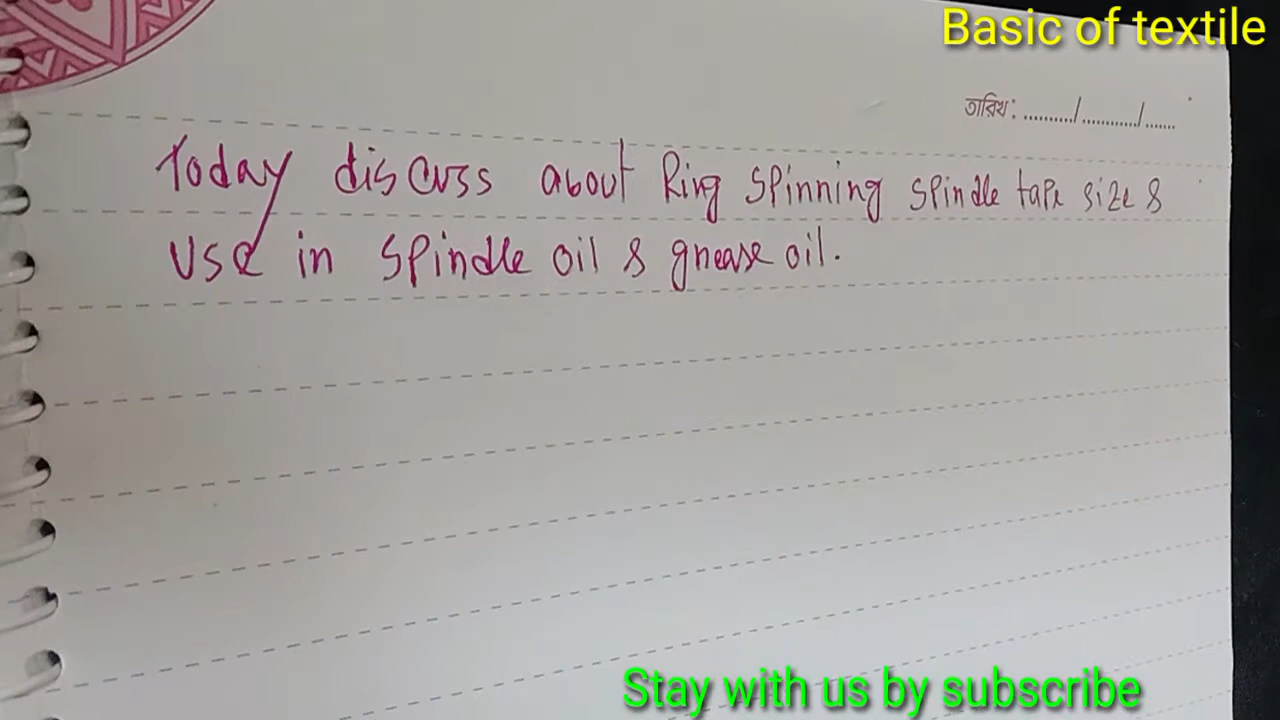 Basic of textile
তারিখ: ........../.........../......
Today discuss about Ring spinning spindle tape size &
use in spindle oil & grease oil.
Stay with us by subscribe